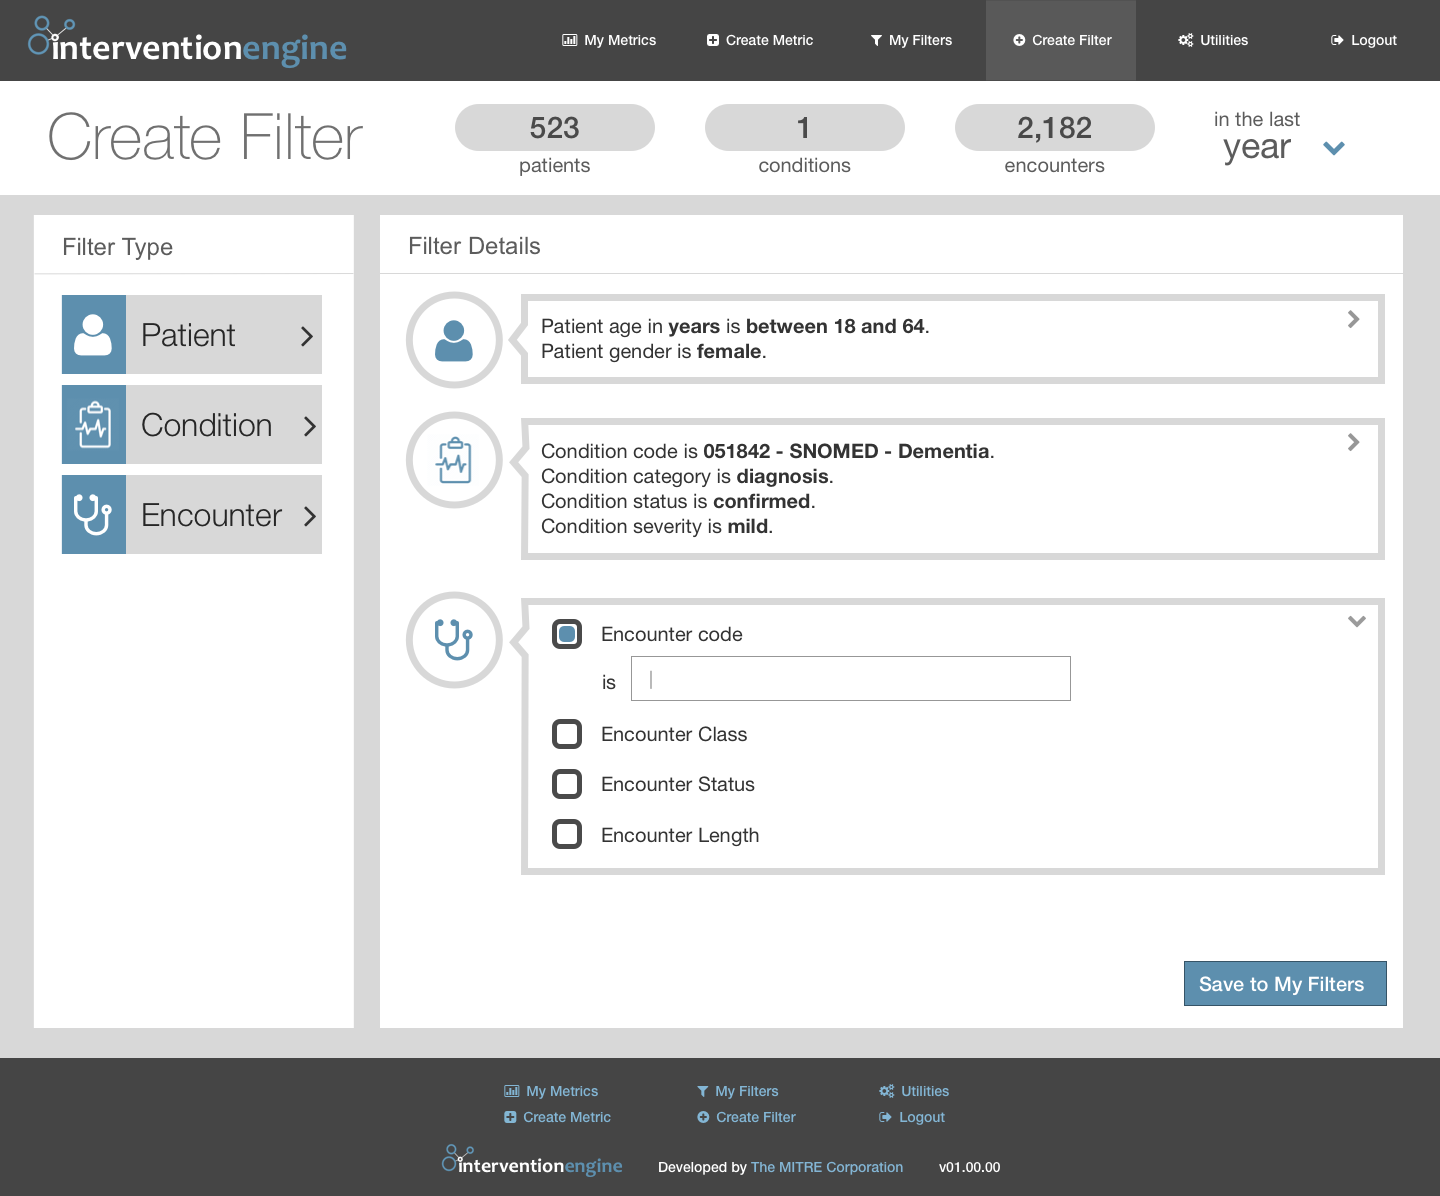 interventionengine
My Metrics
Create Metric
My Filters
Create Filter
Utilities
Logout
Create Filter
523
patients
1
conditions
2,182
encounters
in the last
year
Filter Type
Patient
Condition
Encounter
Filter Details
Patient age in years is between 18 and 64.
Patient gender is female.
Condition code is 051842 - SNOMED - Dementia.
Condition category is diagnosis.
Condition status is confirmed.
Condition severity is mild.
Encounter code
is
Encounter Class
Encounter Status
Encounter Length
Save to My Filters
My Metrics
My Filters
Utilities
Create Metric
Create Filter
Logout
interventionengine
Developed by The MITRE Corporation
v01.00.00